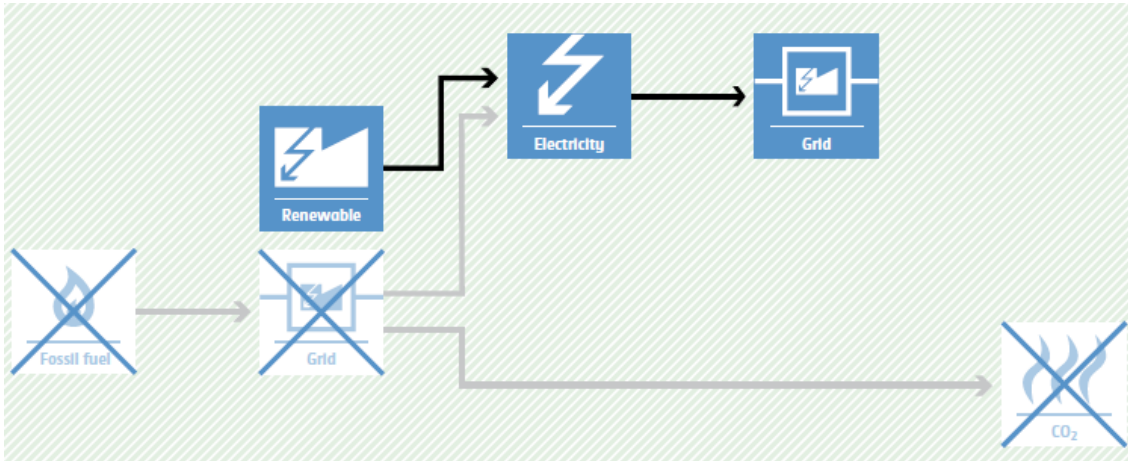 Electricity
Grid
Renewable
Fossil fuel
Grid
CO₂